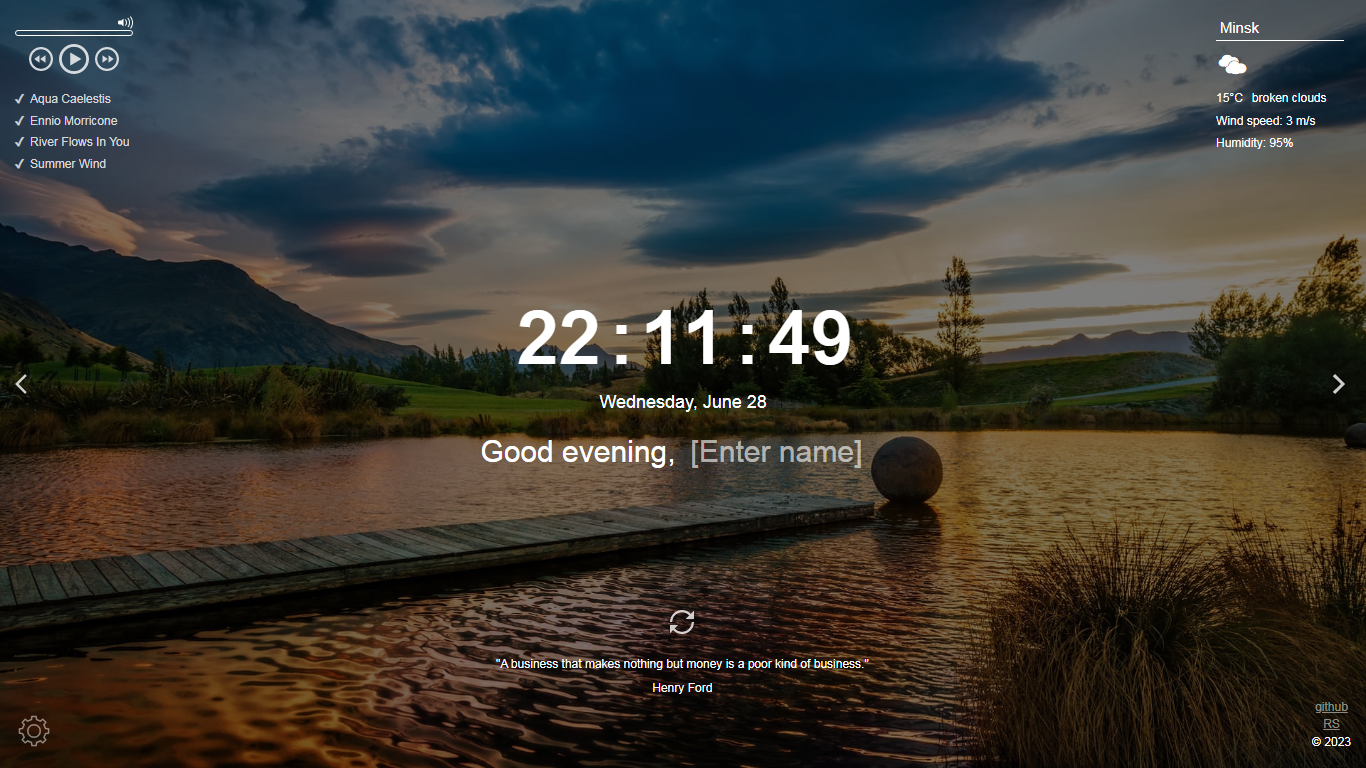 Minsk
Aqua Caelestis
Ennio Morricone
River Flows In You
Summer Wind
15°C broken clouds
Wind speed: 3 m/s
Humidity: 95%
22:11:49
Wednesday, June 28
Good evening, [Enter name]
"A business that makes nothing but money is a poor kind of business."
Henry Ford
github
RS
© 2023